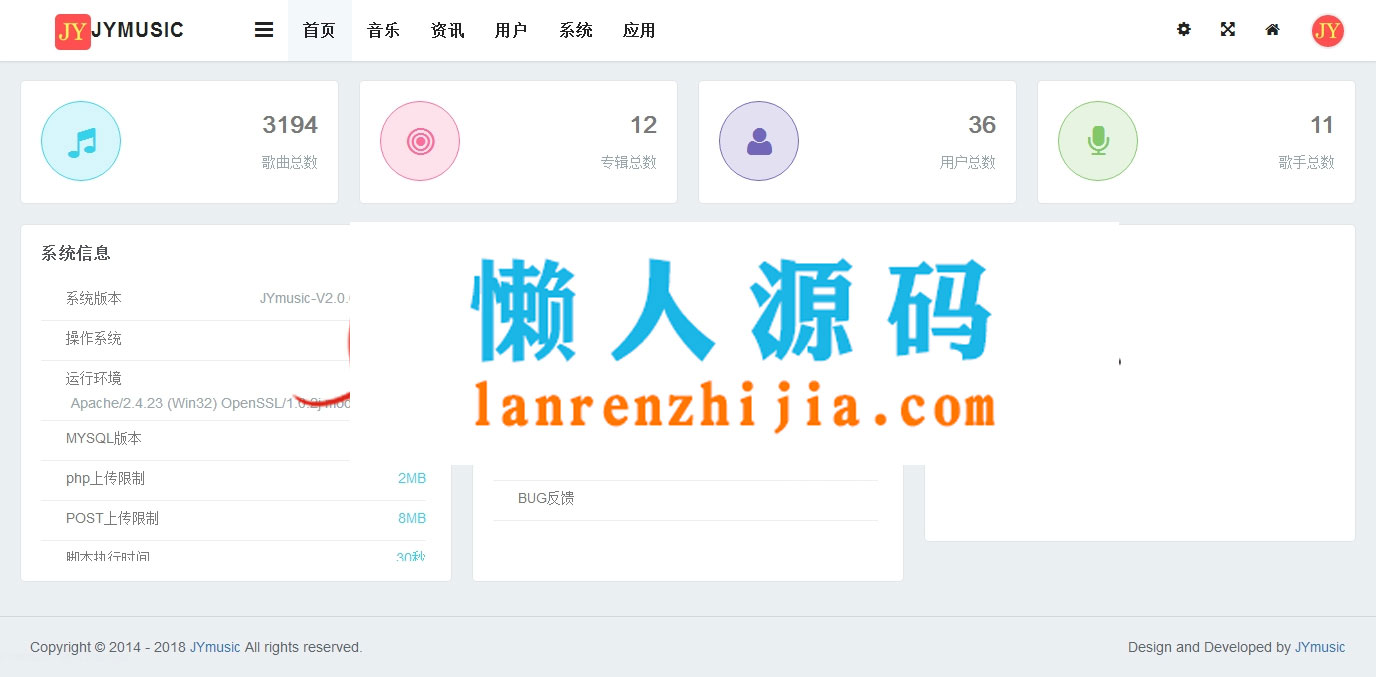 JY JYMUSIC 首页 音乐 资讯 用户 系统 应用 JY
3194
歌曲总数
12
专辑总数
36
用户总数
11
歌手总数
系统信息
系统版本 JYmusic-V2.0.
操作系统
运行环境
Apache/2.4.23 (Win32) OpenSSL/1.0.2j
MYSQL版本
php上传限制 2MB
POST上传限制 8MB
脚本执行时间 30秒
懒人源码
lanrenzhijia.com
BUG反馈
Copyright © 2014 - 2018 JYmusic All rights reserved.
Design and Developed by JYmusic